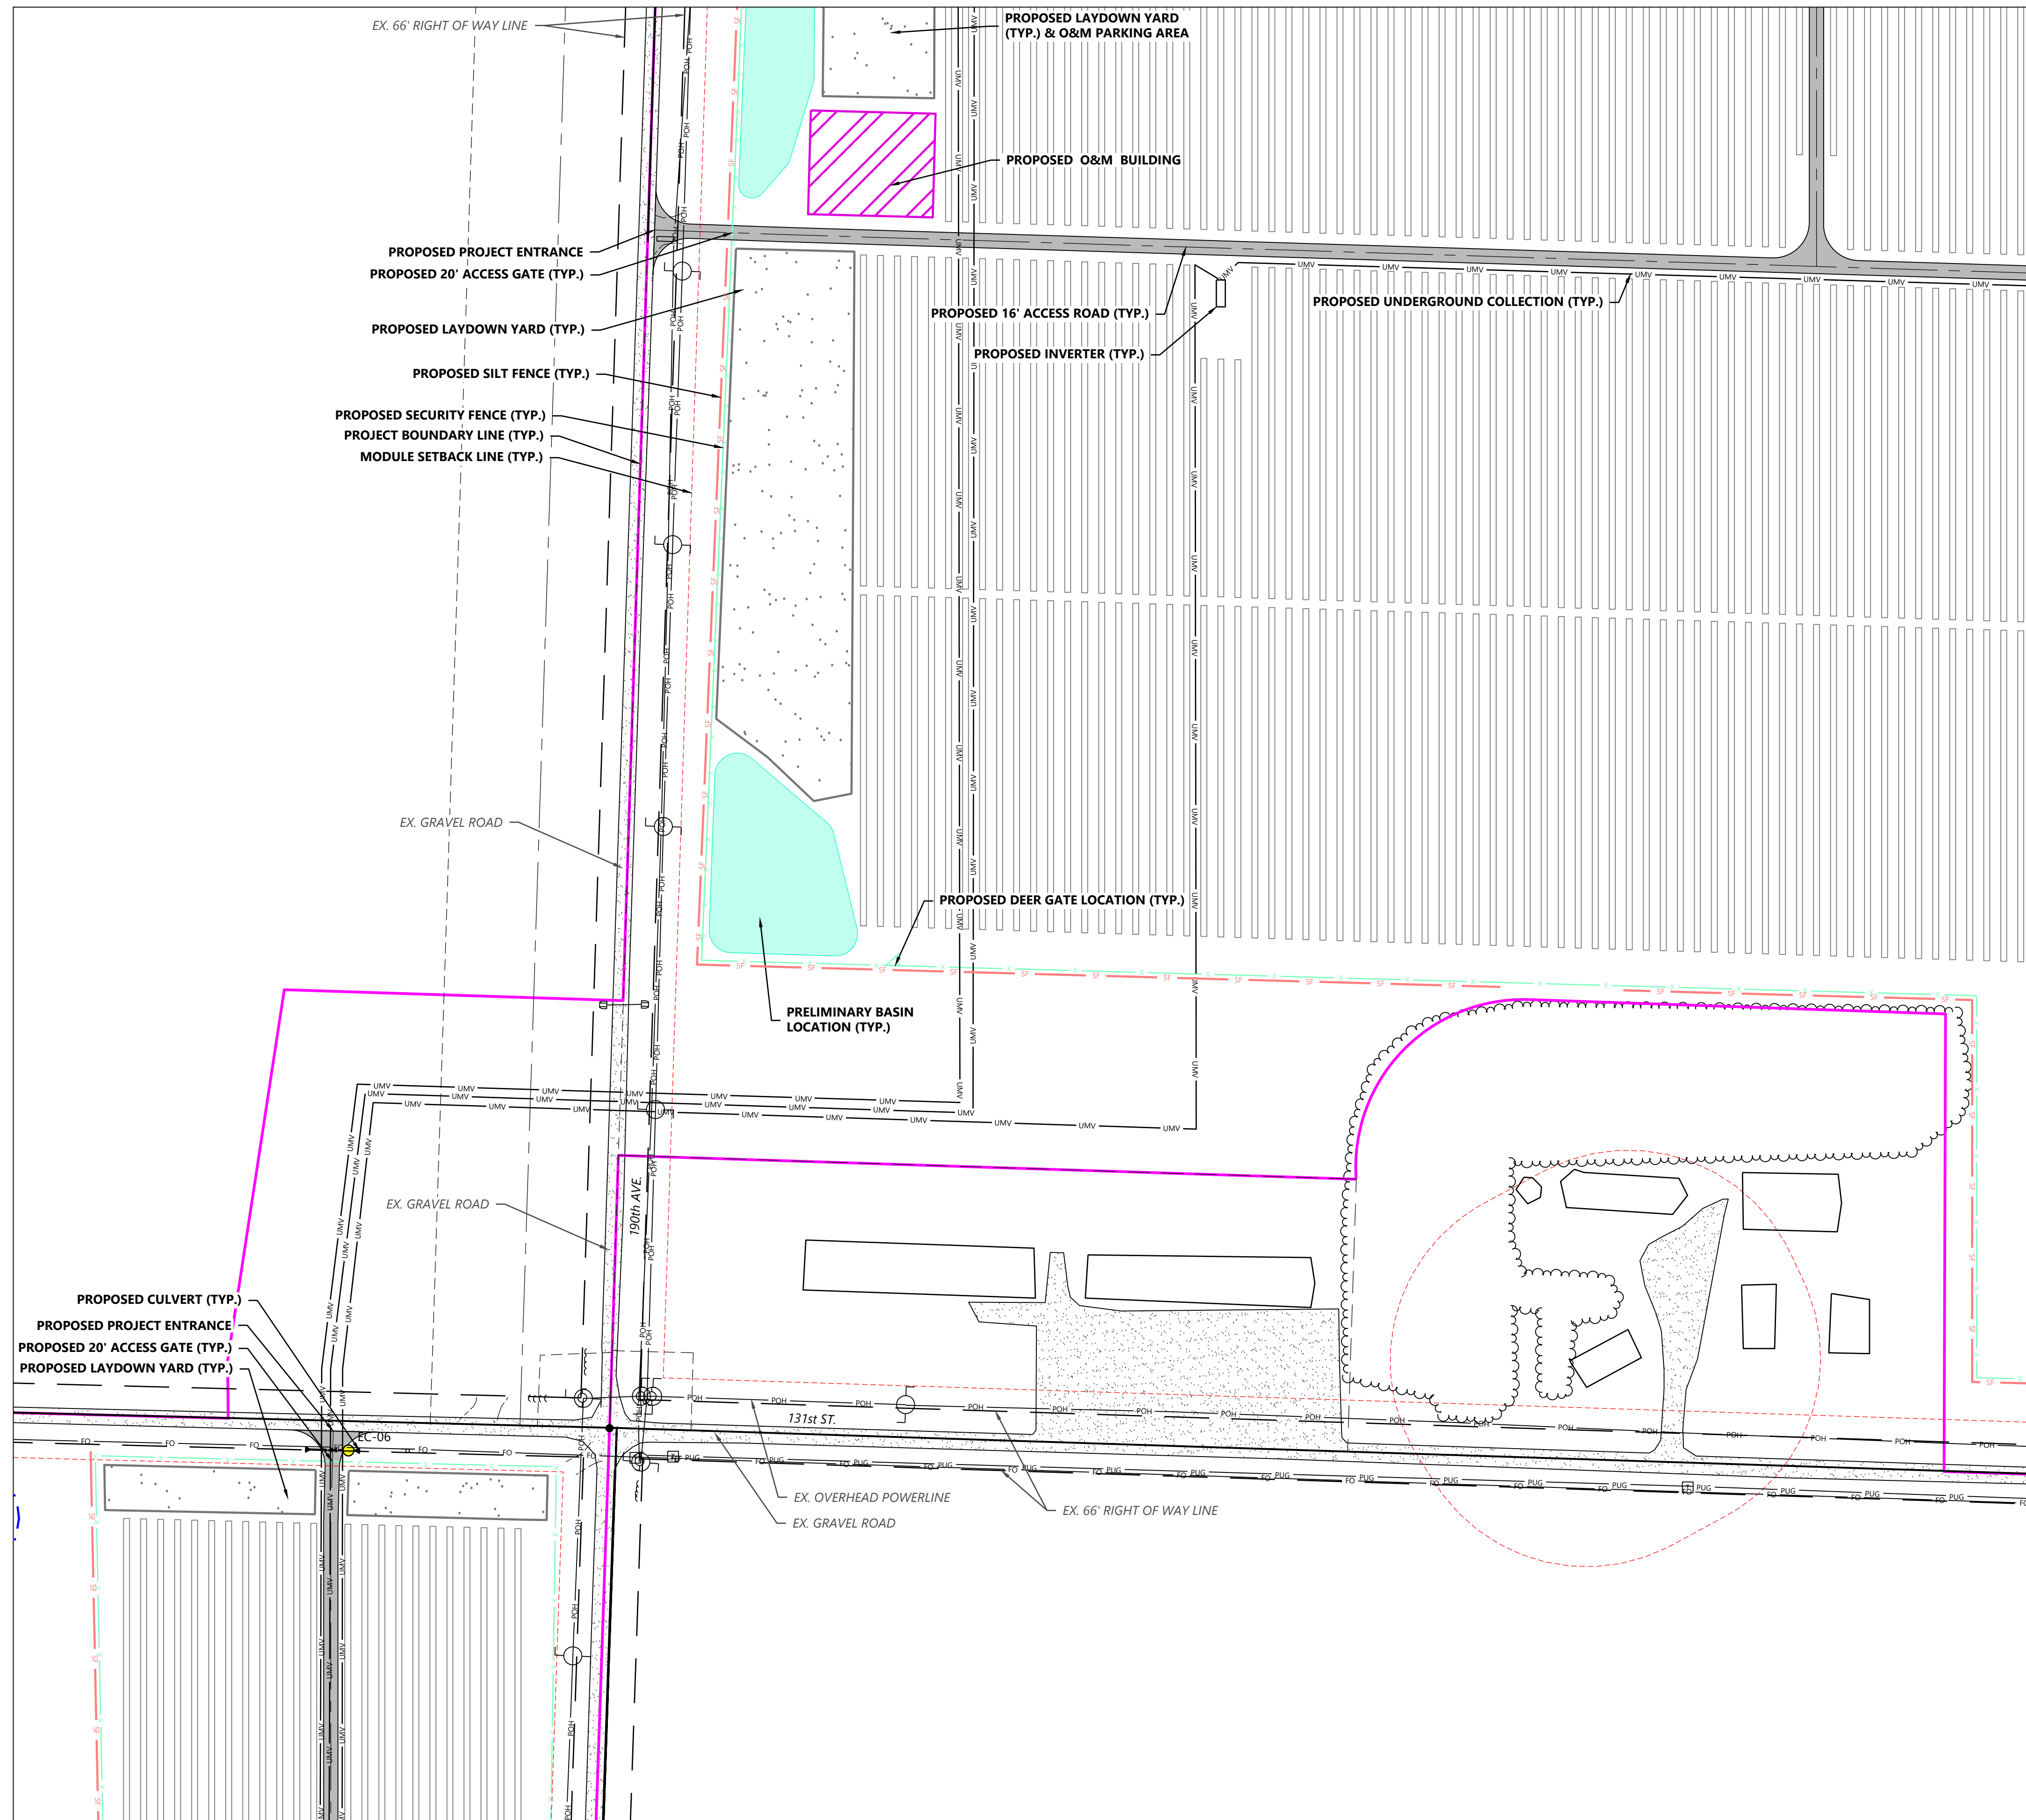 EX. 66' RIGHT OF WAY LINE
PROPOSED LAYDOWN YARD
(TYP.) & O&M PARKING AREA
PROPOSED O&M BUILDING
PROPOSED PROJECT ENTRANCE
PROPOSED 20' ACCESS GATE (TYP.)
PROPOSED LAYDOWN YARD (TYP.)
PROPOSED 16' ACCESS ROAD (TYP.)
PROPOSED UNDERGROUND COLLECTION (TYP.)
PROPOSED INVERTER (TYP.)
PROPOSED SILT FENCE (TYP.)
PROPOSED SECURITY FENCE (TYP.)
PROJECT BOUNDARY LINE (TYP.)
MODULE SETBACK LINE (TYP.)
EX. GRAVEL ROAD
PROPOSED DEER GATE LOCATION (TYP.)
PRELIMINARY BASIN
LOCATION (TYP.)
EX. GRAVEL ROAD
190th AVE.
PROPOSED CULVERT (TYP.)
PROPOSED PROJECT ENTRANCE
PROPOSED 20' ACCESS GATE (TYP.)
PROPOSED LAYDOWN YARD (TYP.)
131st ST.
EC-06
EX. OVERHEAD POWERLINE
EX. 66' RIGHT OF WAY LINE
EX. GRAVEL ROAD
UMV
POH
SF
X
FO
PUG